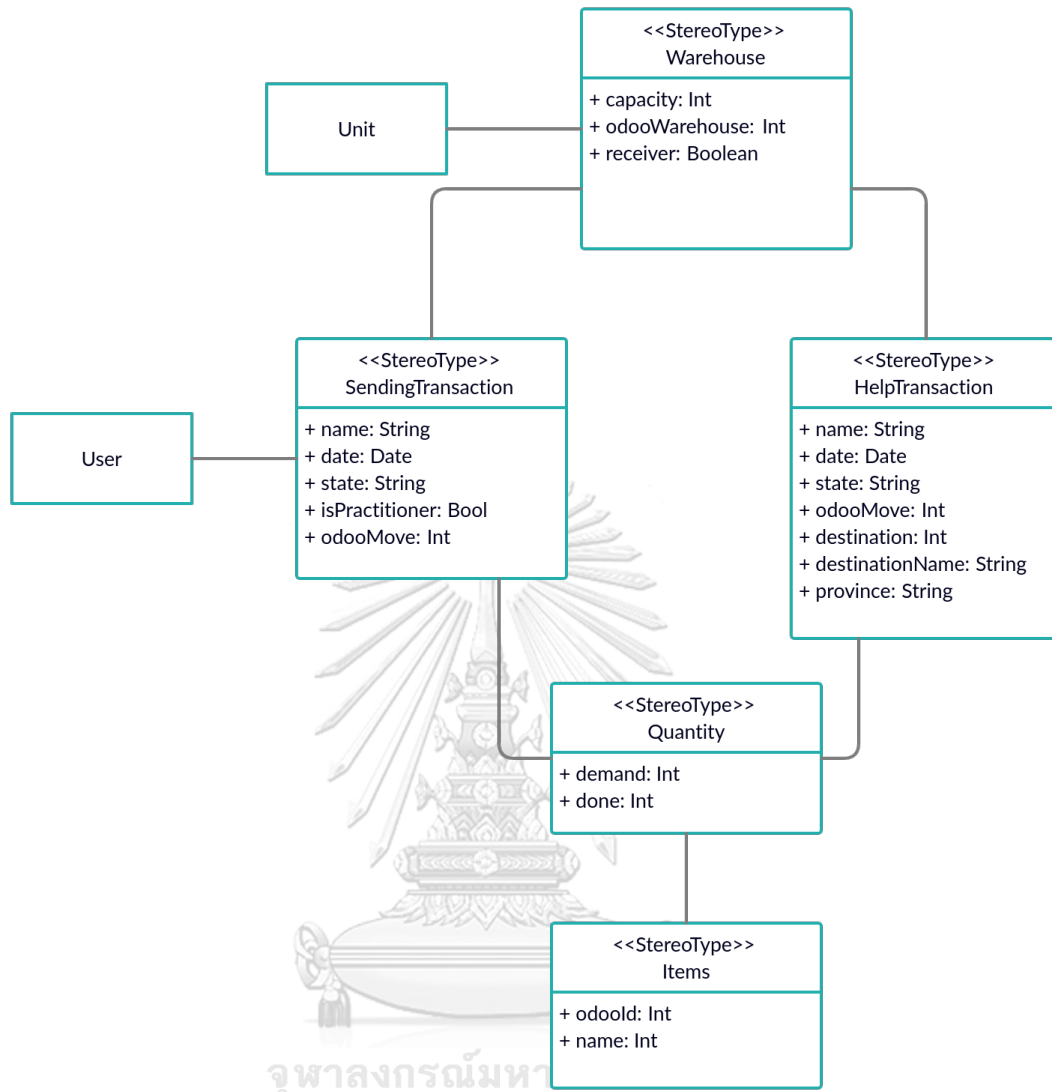 <<StereoType>>
Warehouse
+ capacity: Int
+ odooWarehouse: Int
+ receiver: Boolean
Unit
<<StereoType>>
SendingTransaction
+ name: String
+ date: Date
+ state: String
+ isPractitioner: Bool
+ odooMove: Int
<<StereoType>>
HelpTransaction
+ name: String
+ date: Date
+ state: String
+ odooMove: Int
+ destination: Int
+ destinationName: String
+ province: String
User
<<StereoType>>
Quantity
+ demand: Int
+ done: Int
<<StereoType>>
Items
+ odooId: Int
+ name: Int
จุฬาลงกรณ์มหา